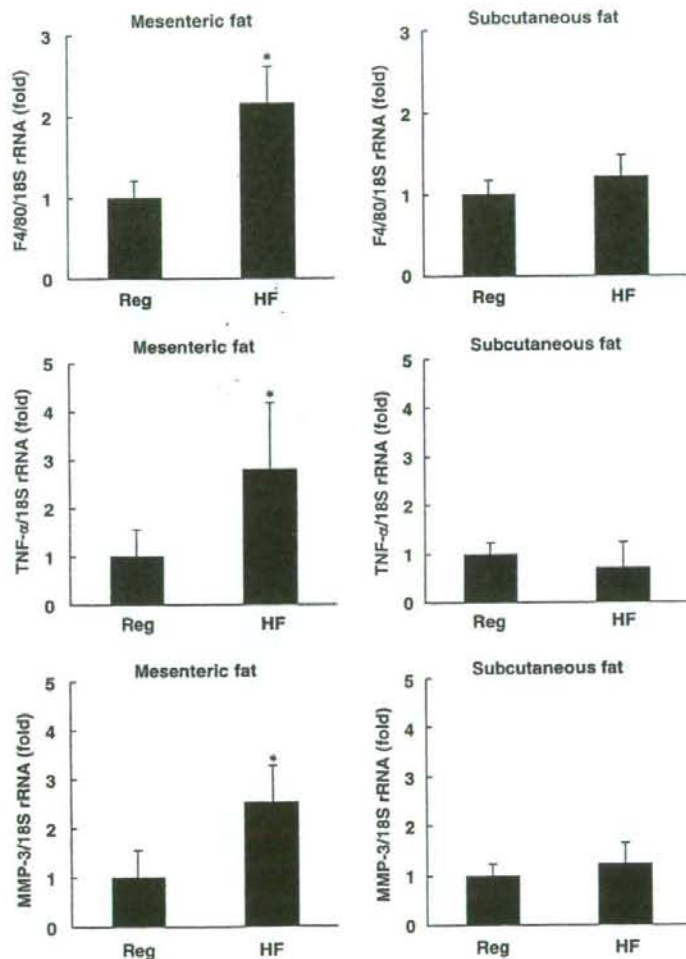 Mesenteric fat
F4/80/18S rRNA (fold)
3
2
1
0
*
Reg
HF
Subcutaneous fat
F4/80/18S rRNA (fold)
3
2
1
0
Reg
HF
Mesenteric fat
TNF-α/18S rRNA (fold)
5
4
3
2
1
0
*
Reg
HF
Subcutaneous fat
TNF-α/18S rRNA (fold)
5
4
3
2
1
0
Reg
HF
Mesenteric fat
MMP-3/18S rRNA (fold)
5
4
3
2
1
0
*
Reg
HF
Subcutaneous fat
MMP-3/18S rRNA (fold)
5
4
3
2
1
0
Reg
HF